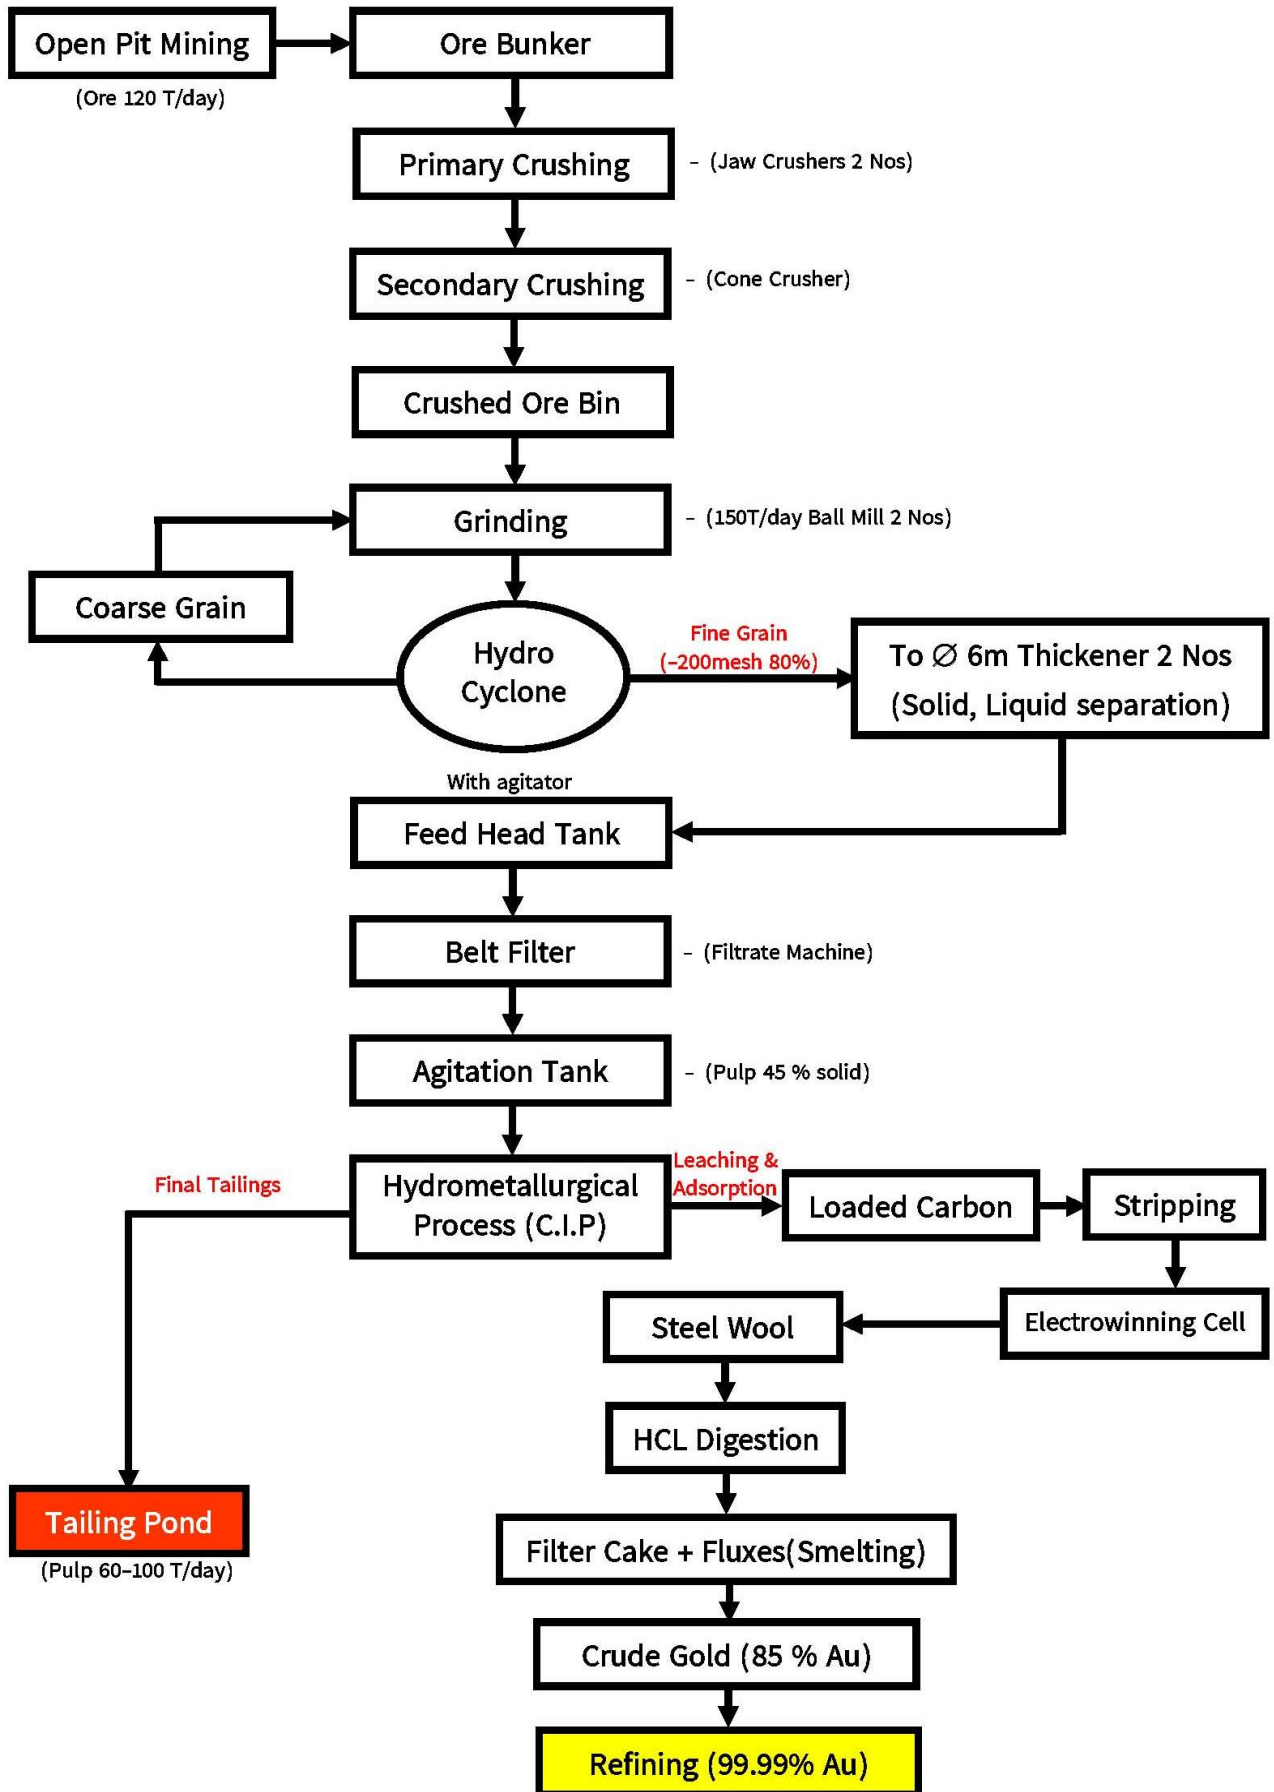 Open Pit Mining
(Ore 120 T/day)
Ore Bunker
Primary Crushing
- (Jaw Crushers 2 Nos)
Secondary Crushing
- (Cone Crusher)
Crushed Ore Bin
Grinding
- (150T/day Ball Mill 2 Nos)
Coarse Grain
Hydro
Cyclone
Fine Grain
(-200mesh 80%)
To ∅ 6m Thickener 2 Nos
(Solid, Liquid separation)
With agitator
Feed Head Tank
Belt Filter
- (Filtrate Machine)
Agitation Tank
- (Pulp 45 % solid)
Final Tailings
Hydrometallurgical
Process (C.I.P)
Leaching &
Adsorption
Loaded Carbon
Stripping
Electrowinning Cell
Steel Wool
HCL Digestion
Tailing Pond
(Pulp 60-100 T/day)
Filter Cake + Fluxes(Smelting)
Crude Gold (85 % Au)
Refining (99.99% Au)